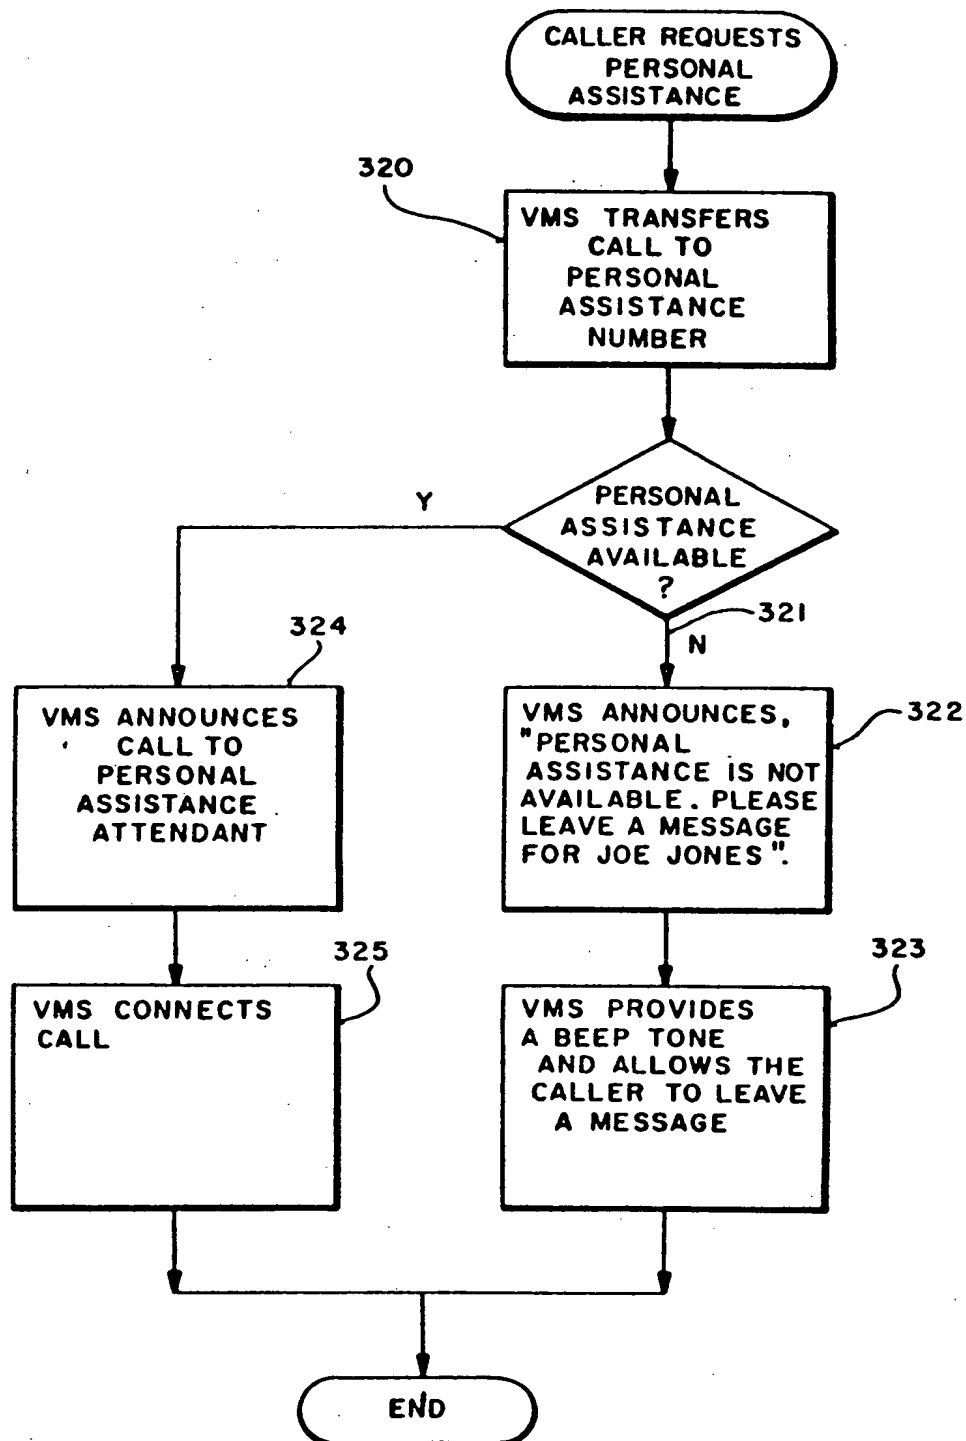 CALLER REQUESTS
PERSONAL
ASSISTANCE
320
VMS TRANSFERS
CALL TO
PERSONAL
ASSISTANCE
NUMBER
PERSONAL
ASSISTANCE
AVAILABLE
?
Y
321
N
324
VMS ANNOUNCES
CALL TO
PERSONAL
ASSISTANCE
ATTENDANT
322
VMS ANNOUNCES,
"PERSONAL
ASSISTANCE IS NOT
AVAILABLE. PLEASE
LEAVE A MESSAGE
FOR JOE JONES".
325
VMS CONNECTS
CALL
323
VMS PROVIDES
A BEEP TONE
AND ALLOWS THE
CALLER TO LEAVE
A MESSAGE
END